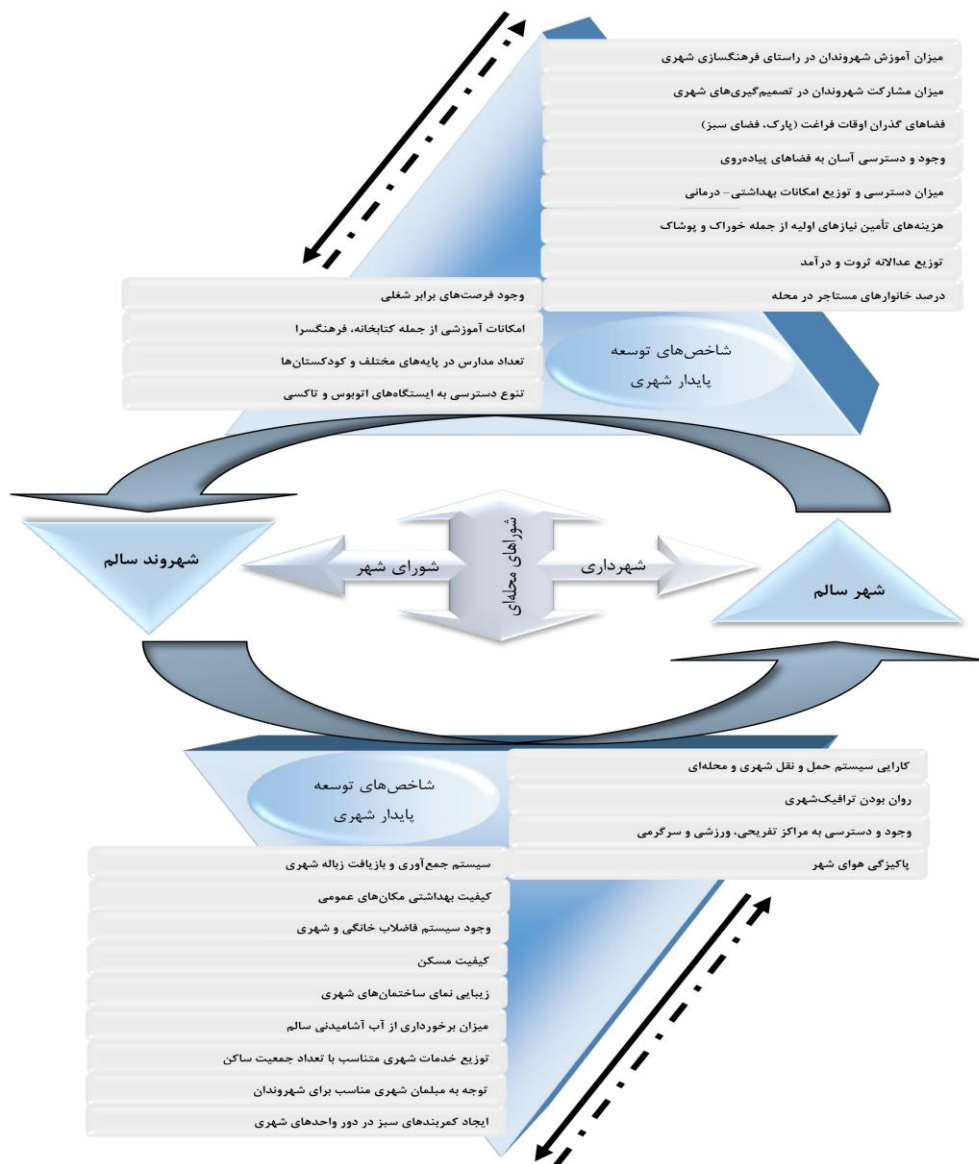 میزان آموزش شهروندان در راستای فرهنگسازی شهری
میزان مشارکت شهروندان در تصمیم‌گیری‌های شهری
فضاهای گذران اوقات فراغت (پارک، فضای سبز)
وجود و دسترسی آسان به فضاهای پیاده‌روی
میزان دسترسی و توزیع امکانات بهداشتی- درمانی
هزینه‌های تأمین نیازهای اولیه از جمله خوراک و پوشاک
توزیع عدالانه ثروت و درآمد
درصد خانوارهای مستاجر در محله
وجود فرصت‌های برابر شغلی
امکانات آموزشی از جمله کتابخانه، فرهنگسرا
تعداد مدارس در پایه‌های مختلف و کودکستان‌ها
تنوع دسترسی به ایستگاه‌های اتوبوس و تاکسی
شاخص‌های توسعه
پایدار شهری
شهر سالم
شهرداری
شوراهای محله‌ای
شورای شهر
شهروند سالم
شاخص‌های توسعه
پایدار شهری
کارایی سیستم حمل و نقل شهری و محله‌ای
روان بودن ترافیک‌شهری
وجود و دسترسی به مراکز تفریحی، ورزشی و سرگرمی
پاکیزگی هوای شهر
سیستم جمع‌آوری و بازیافت زباله شهری
کیفیت بهداشتی مکان‌های عمومی
وجود سیستم فاضلاب خانگی و شهری
کیفیت مسکن
زیبایی نمای ساختمان‌های شهری
میزان برخورداری از آب آشامیدنی سالم
توزیع خدمات شهری متناسب با تعداد جمعیت ساکن
توجه به مبلمان شهری مناسب برای شهروندان
ایجاد کمربندهای سبز در دور واحدهای شهری